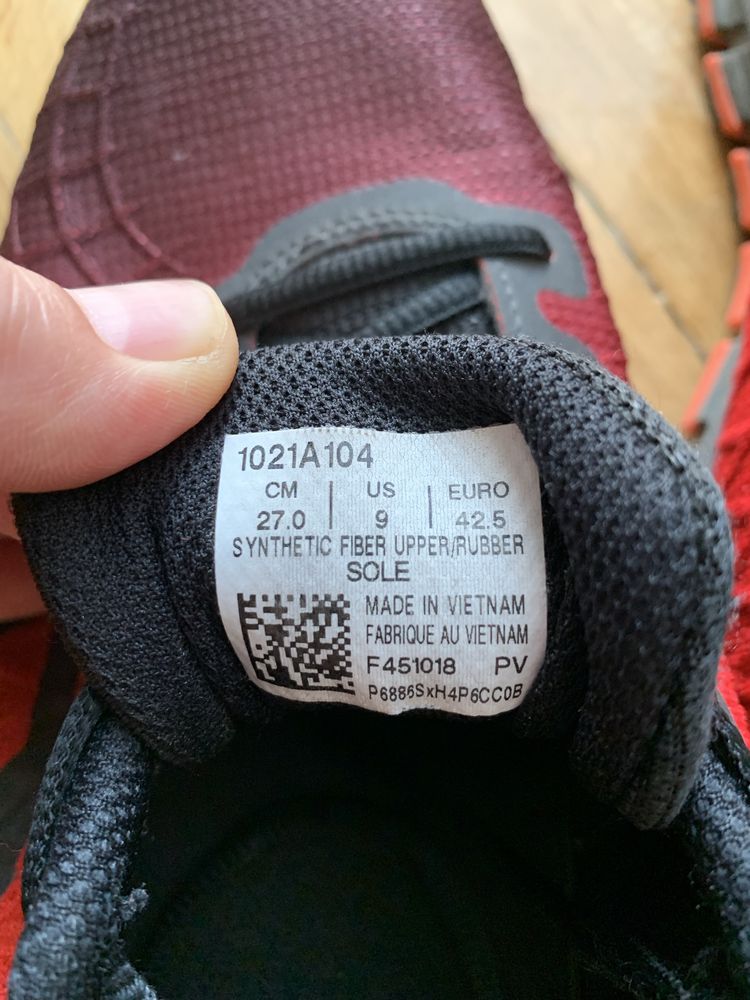 1021A104
CM | US | EURO
27.0 | 9 | 42.5
SYNTHETIC FIBER UPPER/RUBBER
SOLE
MADE IN VIETNAM
FABRIQUE AU VIETNAM
F451018 PV
P6886SxH4P6CC0B